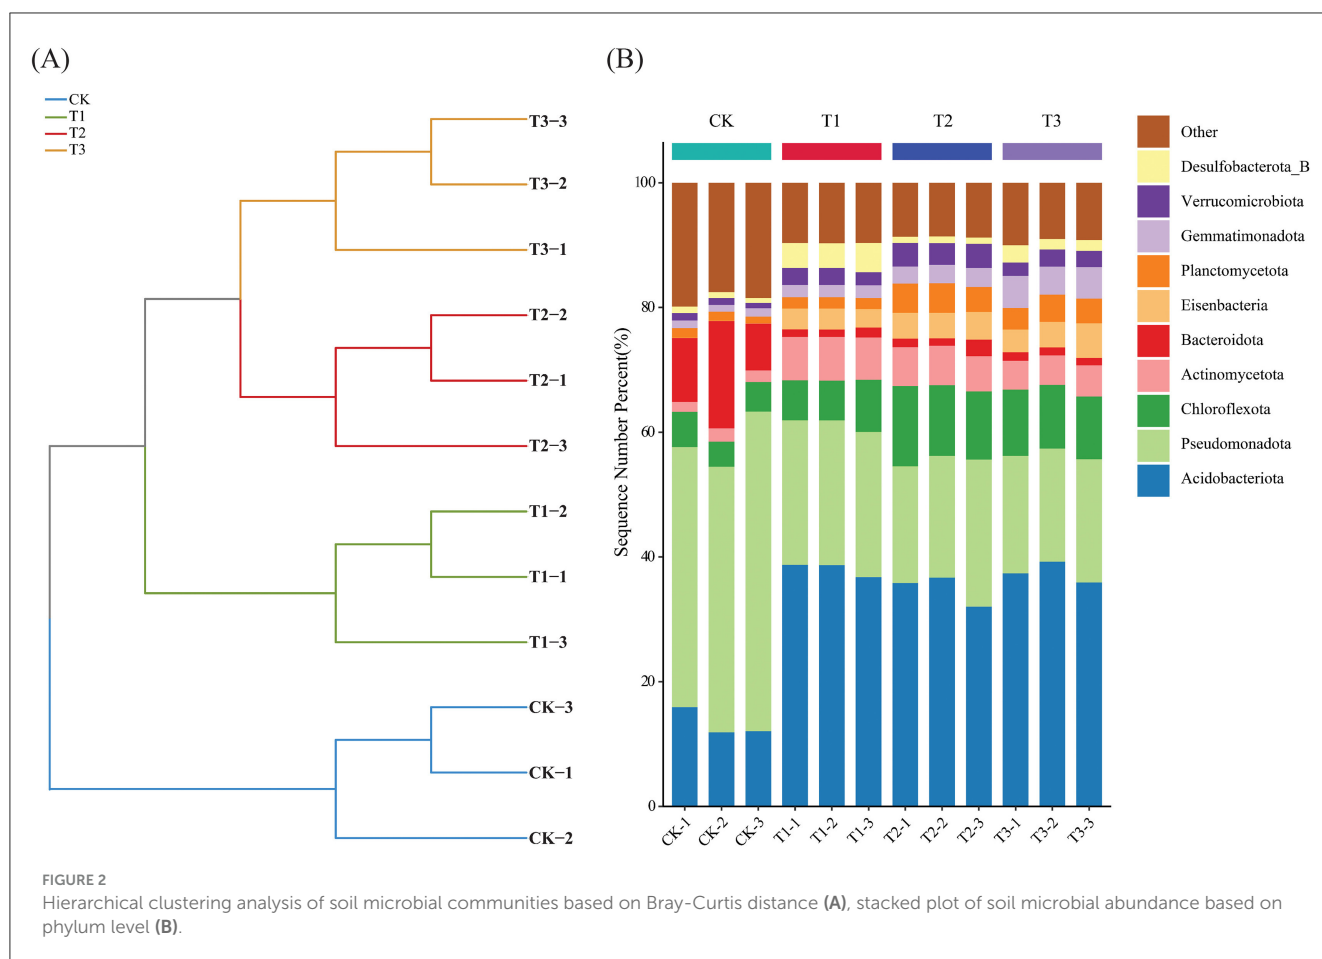 (A)
CK
T1
T2
T3
T3−3
T3−2
T3−1
T2−2
T2−1
T2−3
T1−2
T1−1
T1−3
CK−3
CK−1
CK−2
(B)
CK T1 T2 T3
Sequence Number Percent(%)
100
80
60
40
20
0
CK-1 CK-2 CK-3 T1-1 T1-2 T1-3 T2-1 T2-2 T2-3 T3-1 T3-2 T3-3
Other
Desulfobacterota_B
Verrucomicrobiota
Gemmatimonadota
Planctomycetota
Eisenbacteria
Bacteroidota
Actinomycetota
Chloroflexota
Pseudomonadota
Acidobacteriota
FIGURE 2
Hierarchical clustering analysis of soil microbial communities based on Bray-Curtis distance (A), stacked plot of soil microbial abundance based on
phylum level (B).